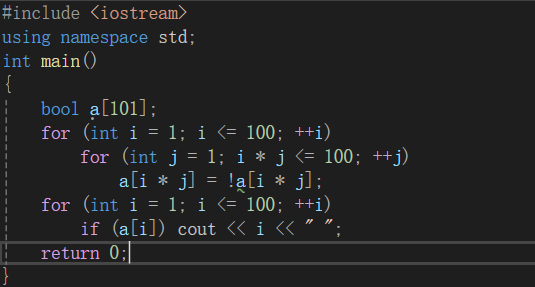 #include <iostream>
using namespace std;
int main()
{
    bool a[101];
    for (int i = 1; i <= 100; ++i)
        for (int j = 1; i * j <= 100; ++j)
            a[i * j] = !a[i * j];
    for (int i = 1; i <= 100; ++i)
        if (a[i]) cout << i << " ";
    return 0;
}